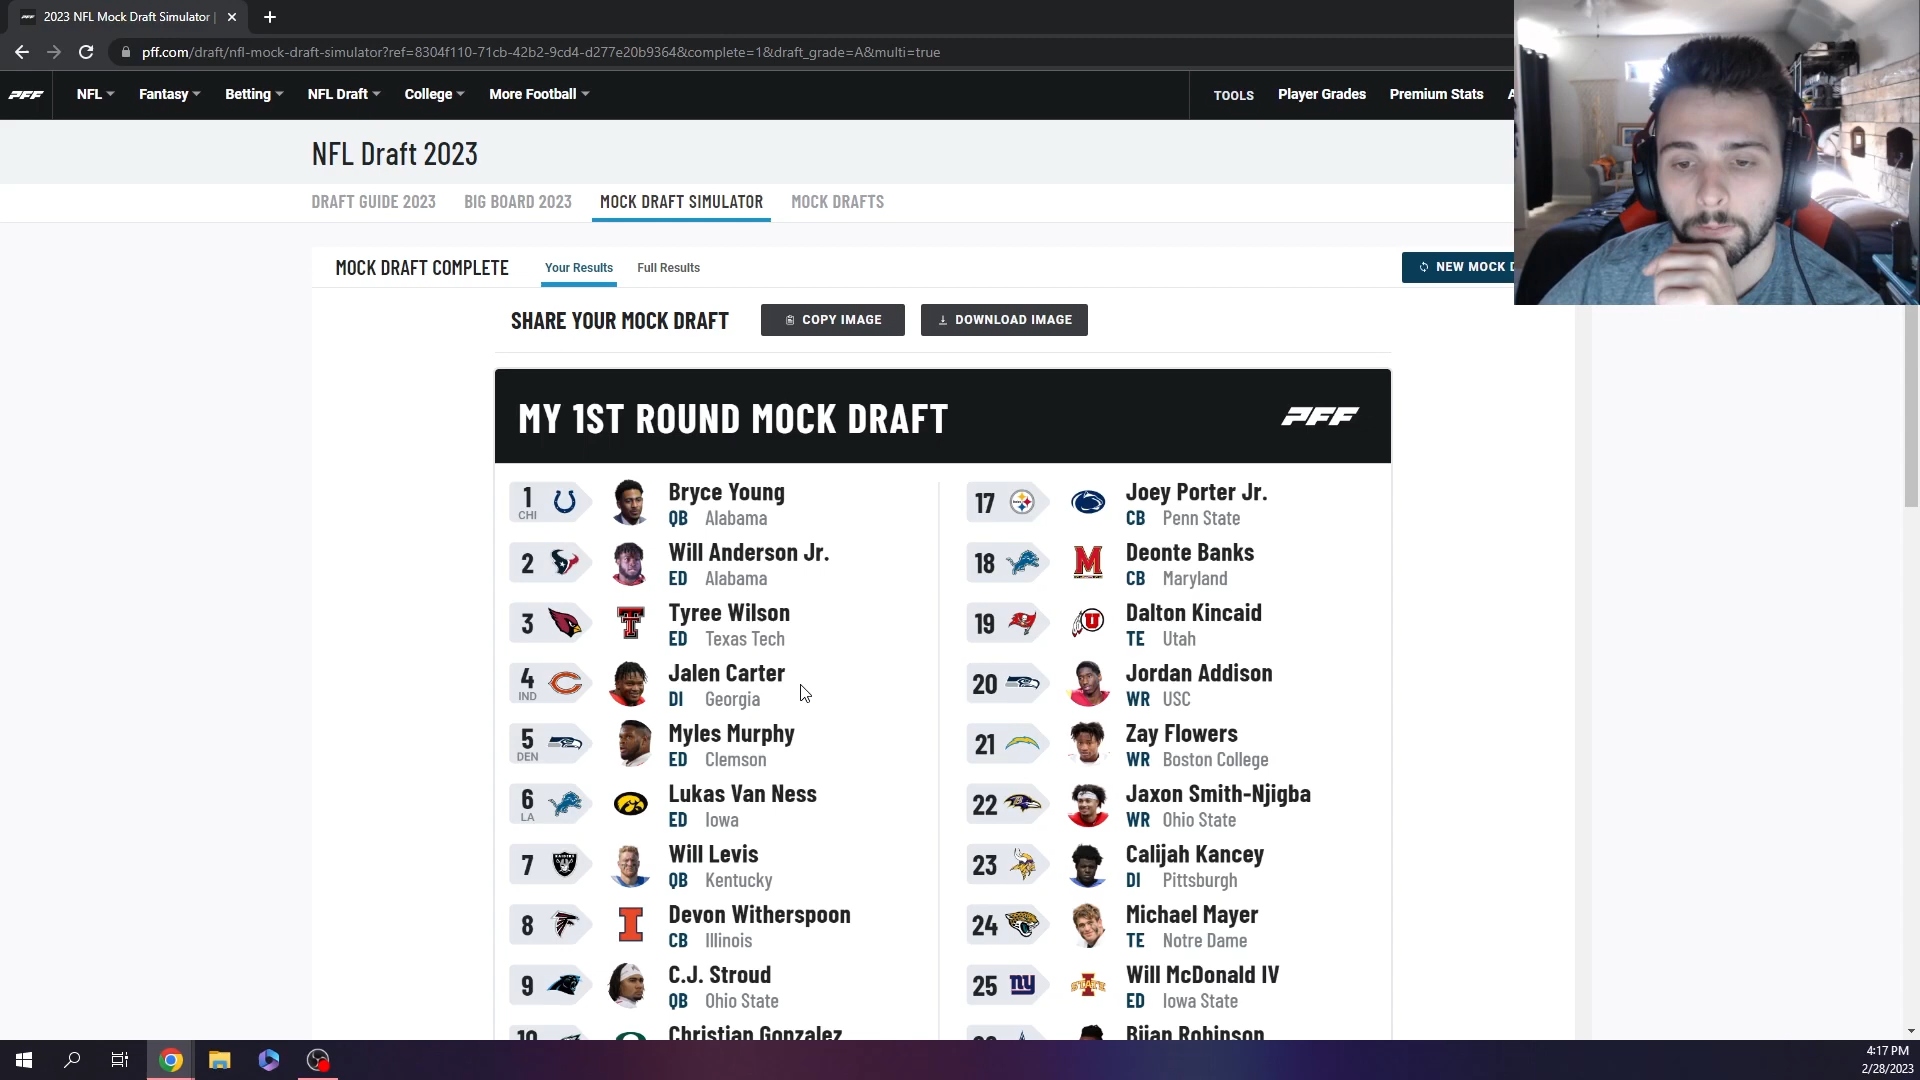 2023 NFL Mock Draft Simulator |
pff.com/draft/nfl-mock-draft-simulator?ref=8304f110-71cb-42b2-9cd4-d277e20b9364&complete=1&draft_grade=A&multi=true
PFF NFL Fantasy Betting NFL Draft College More Football TOOLS Player Grades Premium Stats A
NFL Draft 2023
DRAFT GUIDE 2023 BIG BOARD 2023 MOCK DRAFT SIMULATOR MOCK DRAFTS
MOCK DRAFT COMPLETE Your Results Full Results NEW MOCK D
SHARE YOUR MOCK DRAFT COPY IMAGE DOWNLOAD IMAGE
MY 1ST ROUND MOCK DRAFT PFF
1 CHI Bryce Young
QB Alabama
2 Will Anderson Jr.
ED Alabama
3 Tyree Wilson
ED Texas Tech
4 IND Jalen Carter
DI Georgia
5 DEN Myles Murphy
ED Clemson
6 LA Lukas Van Ness
ED Iowa
7 RAIDERS Will Levis
QB Kentucky
8 Devon Witherspoon
CB Illinois
9 C.J. Stroud
QB Ohio State
10 Christian Gonzalez
17 Joey Porter Jr.
CB Penn State
18 Deonte Banks
CB Maryland
19 Dalton Kincaid
TE Utah
20 Jordan Addison
WR USC
21 Zay Flowers
WR Boston College
22 Jaxon Smith-Njigba
WR Ohio State
23 Calijah Kancey
DI Pittsburgh
24 Michael Mayer
TE Notre Dame
25 ny Will McDonald IV
ED Iowa State
Bijan Robinson
4:17 PM
2/28/2023